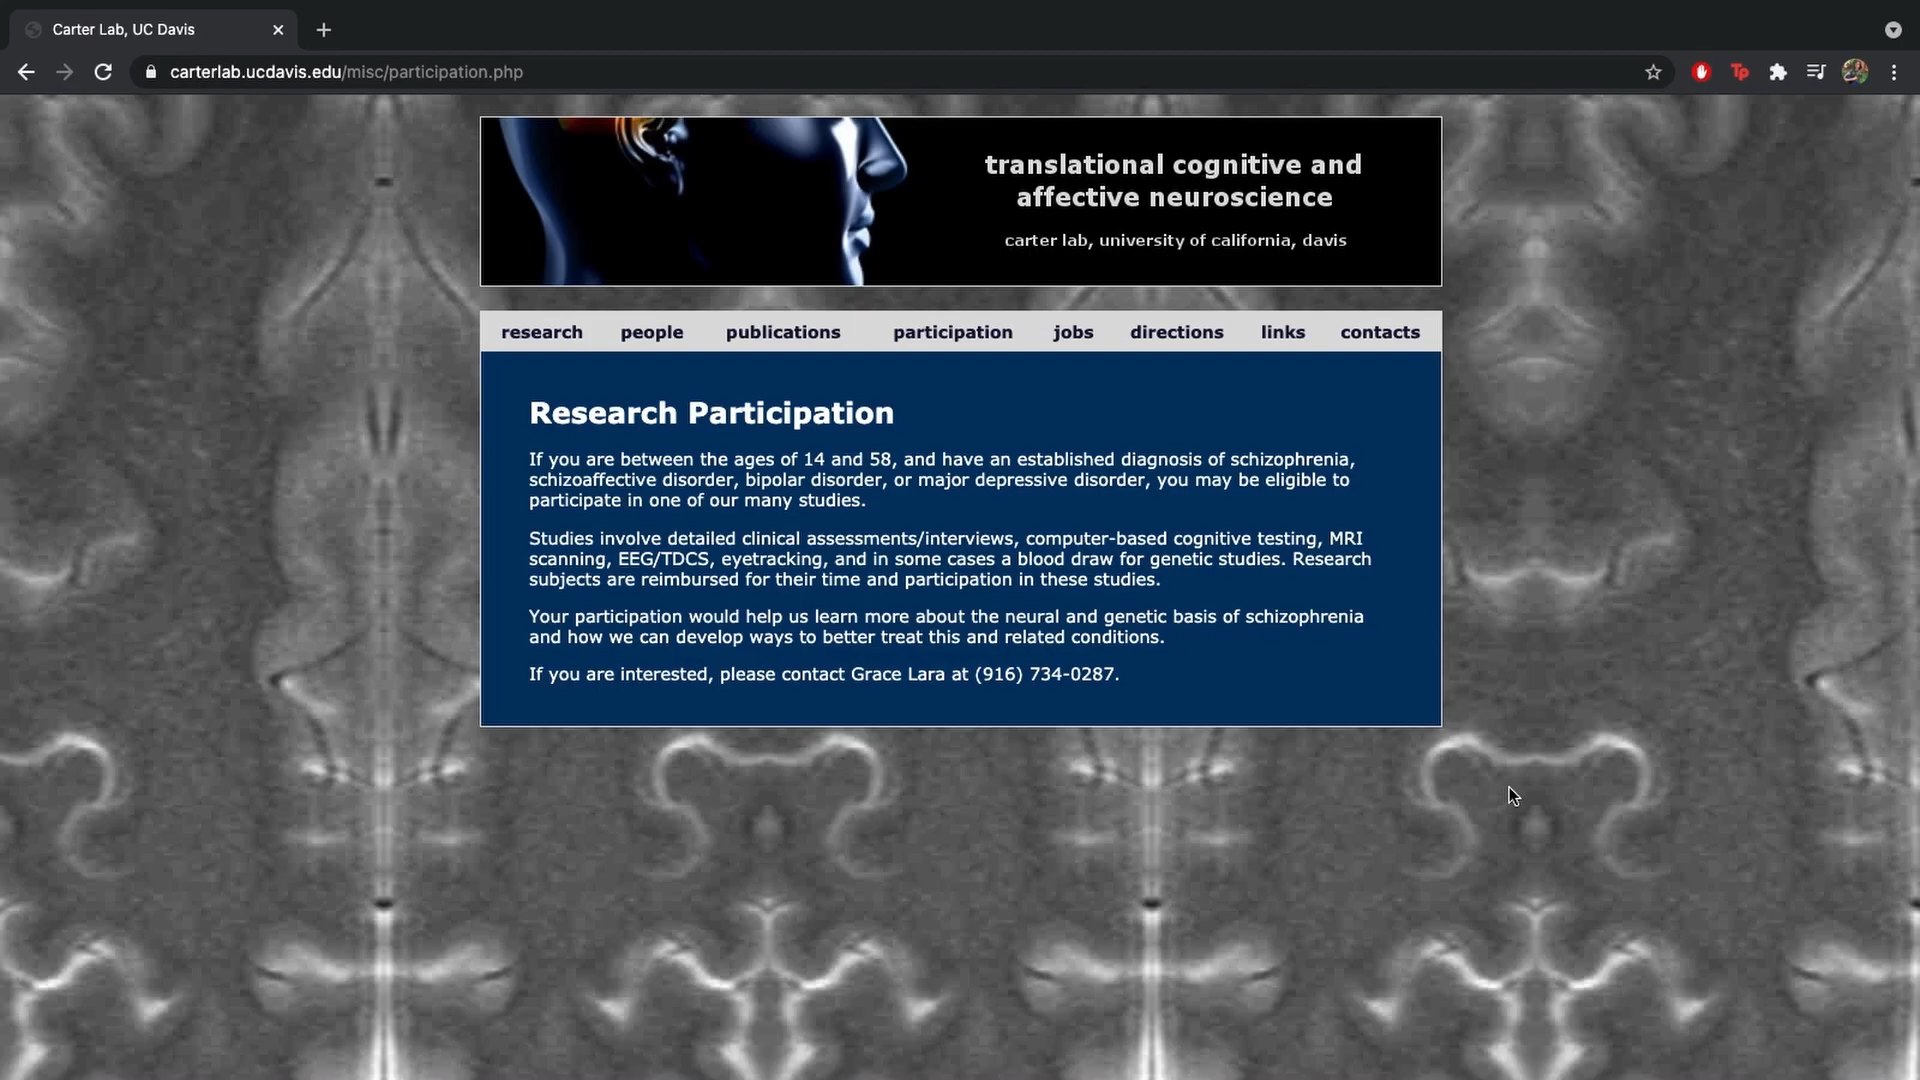 Carter Lab, UC Davis
carterlab.ucdavis.edu/misc/participation.php
Tp
translational cognitive and
affective neuroscience
carter lab, university of california, davis
research people publications participation jobs directions links contacts
Research Participation
If you are between the ages of 14 and 58, and have an established diagnosis of schizophrenia,
schizoaffective disorder, bipolar disorder, or major depressive disorder, you may be eligible to
participate in one of our many studies.
Studies involve detailed clinical assessments/interviews, computer-based cognitive testing, MRI
scanning, EEG/TDCS, eyetracking, and in some cases a blood draw for genetic studies. Research
subjects are reimbursed for their time and participation in these studies.
Your participation would help us learn more about the neural and genetic basis of schizophrenia
and how we can develop ways to better treat this and related conditions.
If you are interested, please contact Grace Lara at (916) 734-0287.